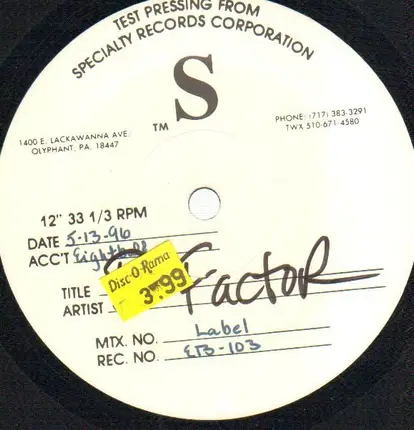 TEST PRESSING FROM
SPECIALTY RECORDS CORPORATION
S
TM
1400 E. LACKAWANNA AVE.
OLYPHANT, PA. 18447
PHONE: (717) 383-3291
TWX 510-671-4580
12" 33 1/3 RPM
DATE 5-13-96
ACC'T
Disc-O-Rama
3.99
TITLE Factor
ARTIST
MTX. NO. Label
REC. NO. ETB-103